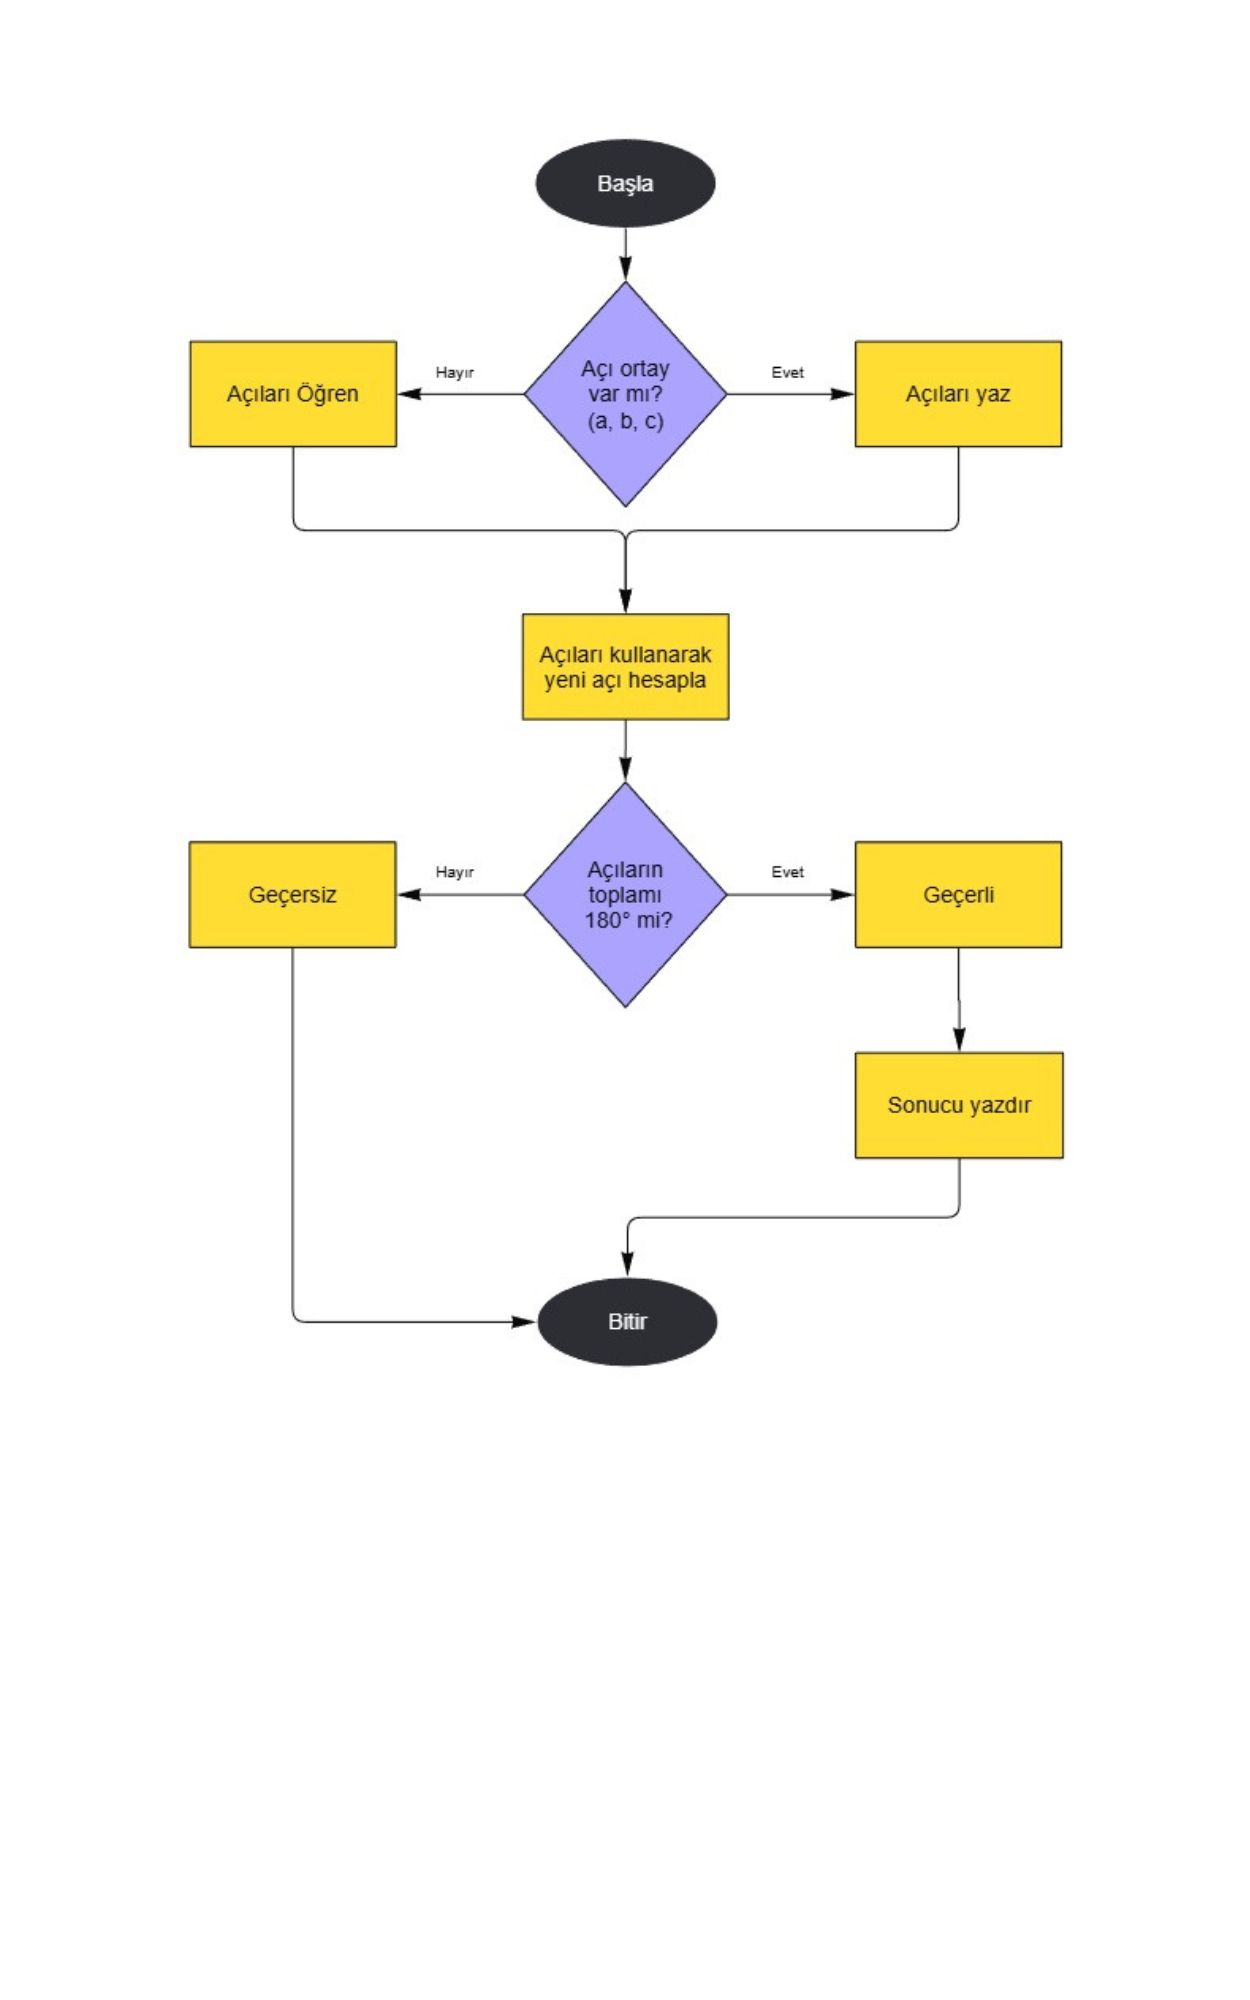 Başla
Açı ortay
var mı?
(a, b, c)
Hayır
Evet
Açıları Öğren
Açıları yaz
Açıları kullanarak
yeni açı hesapla
Açıların
toplamı
180° mi?
Hayır
Evet
Geçersiz
Geçerli
Sonucu yazdır
Bitir